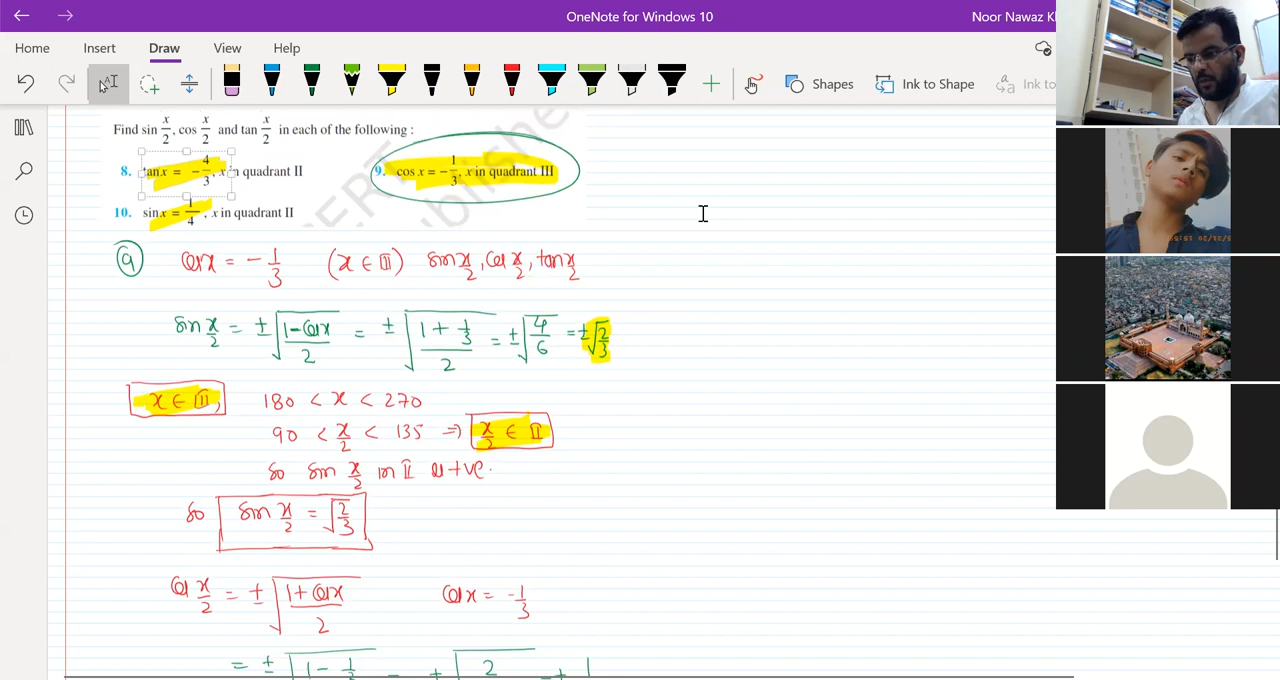 OneNote for Windows 10
Noor Nawaz Kh
Home Insert Draw View Help
Shapes Ink to Shape Ink to
Find sin x/2, cos x/2 and tan x/2 in each of the following :
8. tan x = − 4/3, x in quadrant II
9. cos x = − 1/3, x in quadrant III
10. sin x = 1/4, x in quadrant II
9 Cos x = − 1/3 (x ∈ III) sin x/2, Cos x/2, tan x/2
sin x/2 = ± √((1 − Cos x)/2) = ± √((1 + 1/3)/2) = ± √(4/6) = ± √(2/3)
x ∈ III, 180 < x < 270
90 < x/2 < 135 ⇒ x/2 ∈ II
So sin x/2 in II is +ve.
So sin x/2 = √(2/3)
Cos x/2 = ± √((1 + Cos x)/2) Cos x = − 1/3